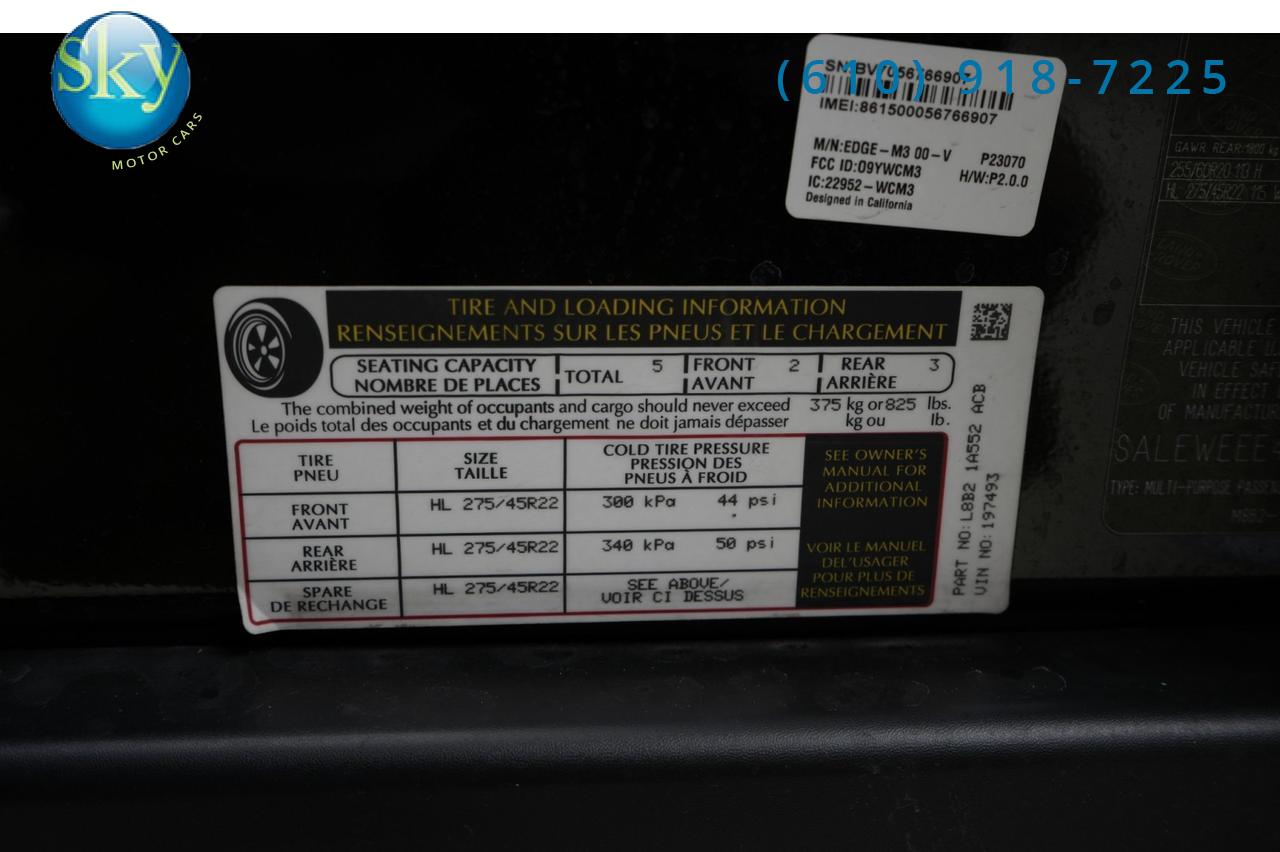 Sky
MOTOR CARS
(610) 918-7225
IMEI:861500056766907
M/N:EDGE-M3 00-V P23070
FCC ID:O9YWCM3 H/W:P2.0.0
IC:22952-WCM3
Designed in California
GAWR REAR:1900 kg
255/60R20 113 H
HL 275/45R22 115
TIRE AND LOADING INFORMATION
RENSEIGNEMENTS SUR LES PNEUS ET LE CHARGEMENT
SEATING CAPACITY
NOMBRE DE PLACES
TOTAL 5
FRONT 2
AVANT
REAR 3
ARRIÈRE
The combined weight of occupants and cargo should never exceed 375 kg or 825 lbs.
Le poids total des occupants et du chargement ne doit jamais dépasser kg ou lb.
TIRE
PNEU
SIZE
TAILLE
COLD TIRE PRESSURE
PRESSION DES
PNEUS À FROID
FRONT
AVANT
HL 275/45R22
300 kPa 44 psi
REAR
ARRIÈRE
HL 275/45R22
340 kPa 50 psi
SPARE
DE RECHANGE
HL 275/45R22
SEE ABOVE/
VOIR CI DESSUS
SEE OWNER'S
MANUAL FOR
ADDITIONAL
INFORMATION
VOIR LE MANUEL
DEL'USAGER
POUR PLUS DE
RENSEIGNEMENTS
PART NO:L8B2 1A552 ACB
VIN NO:197493
THIS VEHICLE
APPLICABLE
VEHICLE
IN EFFECT
OF
SALEWEEE
TYPE: MULTI-PURPOSE